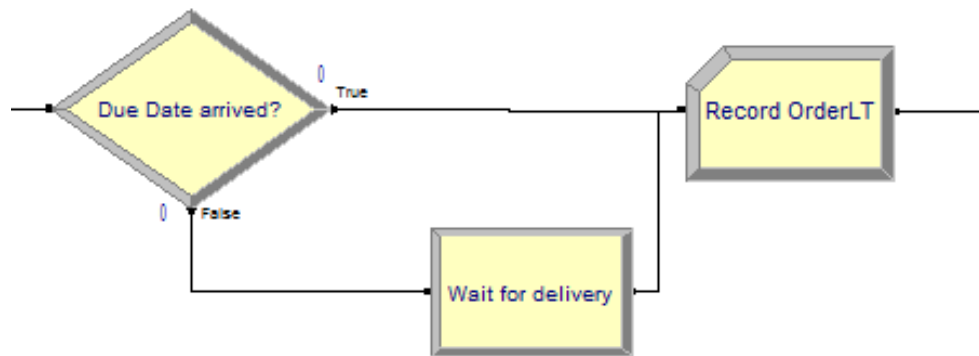 0
True
Due Date arrived?
Record OrderLT
0
False
Wait for delivery